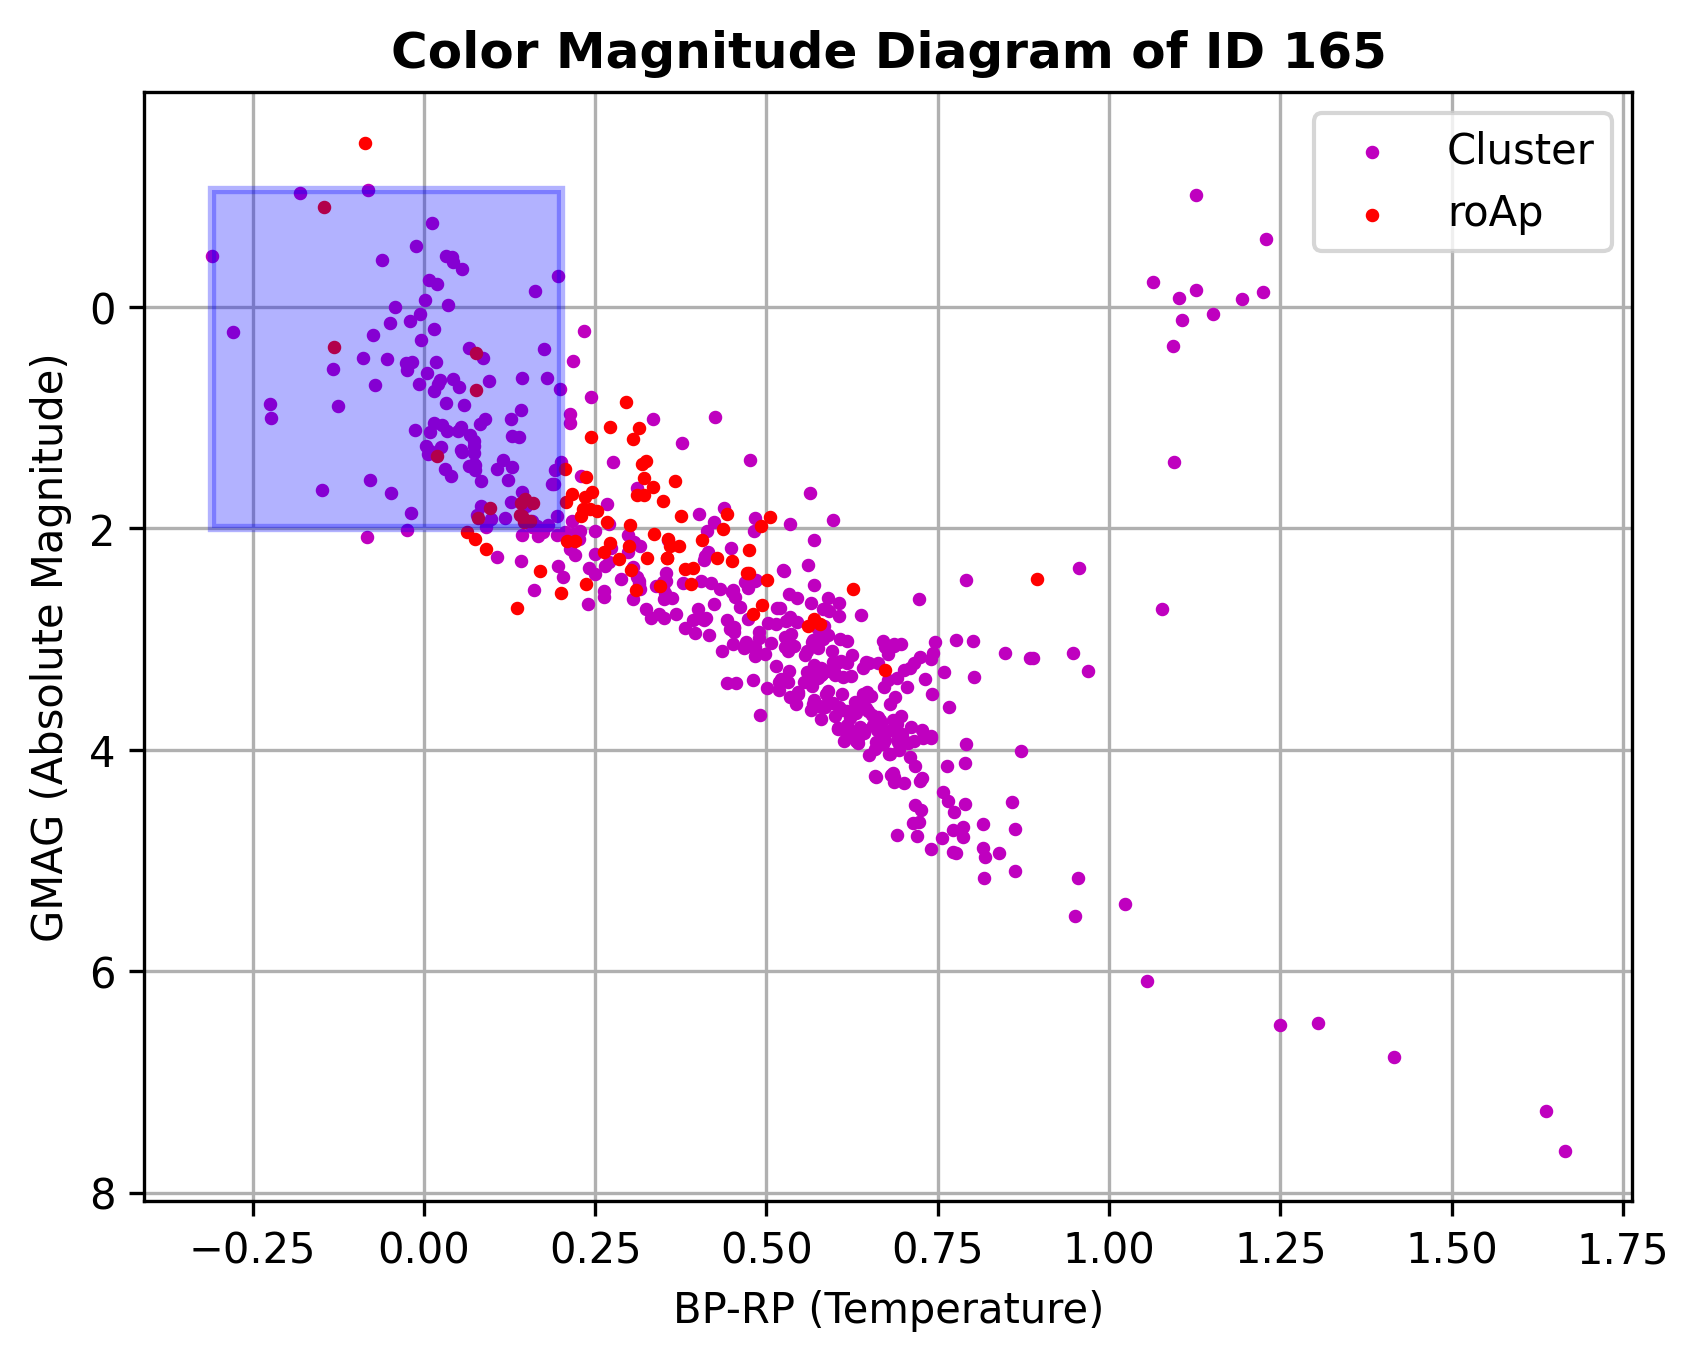 Color Magnitude Diagram of ID 165
Cluster
roAp
GMAG (Absolute Magnitude)
0
2
4
6
8
−0.25 0.00 0.25 0.50 0.75 1.00 1.25 1.50 1.75
BP-RP (Temperature)